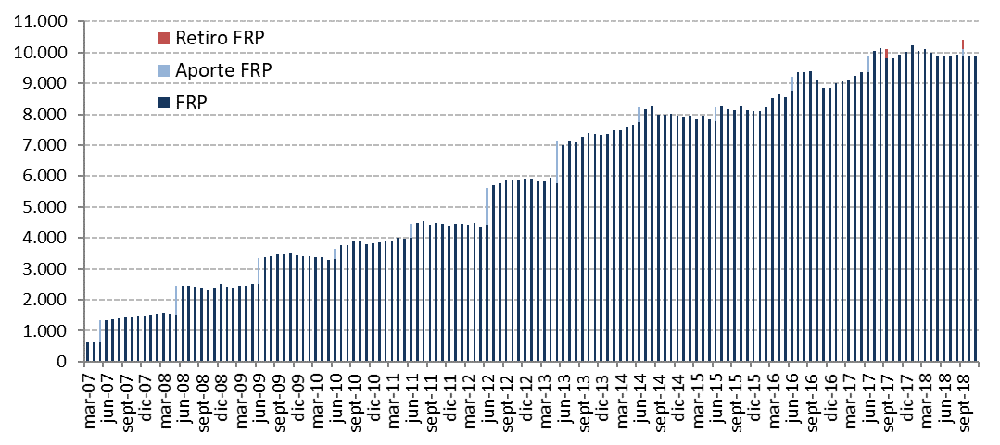 11.000
10.000
9.000
8.000
7.000
6.000
5.000
4.000
3.000
2.000
1.000
0
Retiro FRP
Aporte FRP
FRP
mar-07
jun-07
sept-07
dic-07
mar-08
jun-08
sept-08
dic-08
mar-09
jun-09
sept-09
dic-09
mar-10
jun-10
sept-10
dic-10
mar-11
jun-11
sept-11
dic-11
mar-12
jun-12
sept-12
dic-12
mar-13
jun-13
sept-13
dic-13
mar-14
jun-14
sept-14
dic-14
mar-15
jun-15
sept-15
dic-15
mar-16
jun-16
sept-16
dic-16
mar-17
jun-17
sept-17
dic-17
mar-18
jun-18
sept-18